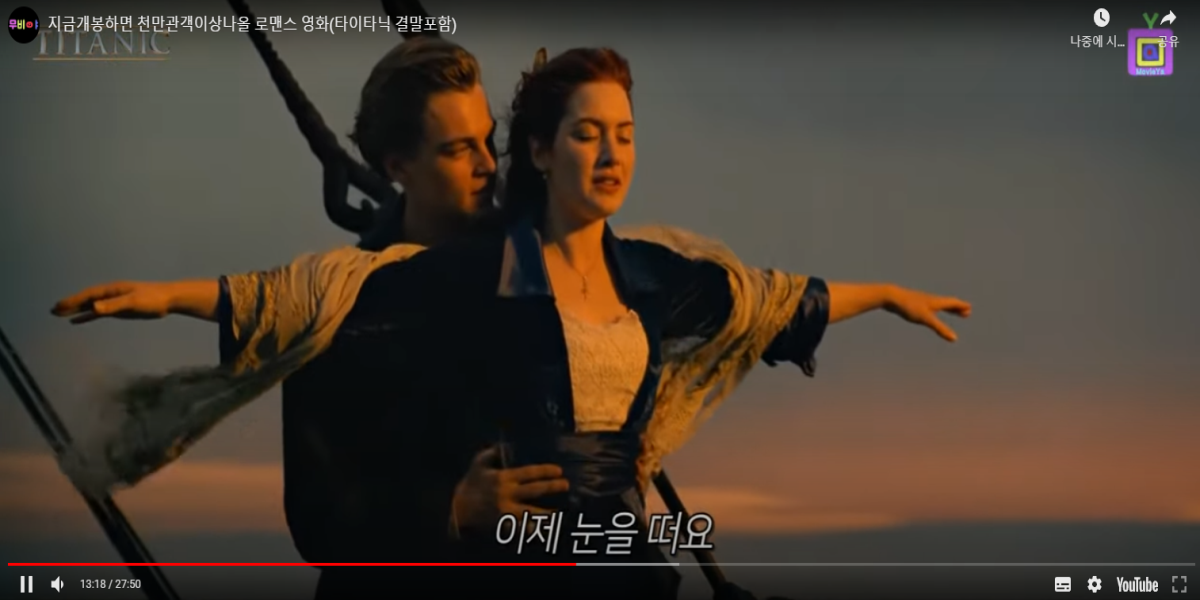 무비야
지금개봉하면 천만관객이상나올 로맨스 영화(타이타닉 결말포함)
TITANIC
나중에 시...
공유
Y
MovieYa
이제 눈을 떠요
13:18 / 27:50
YouTube